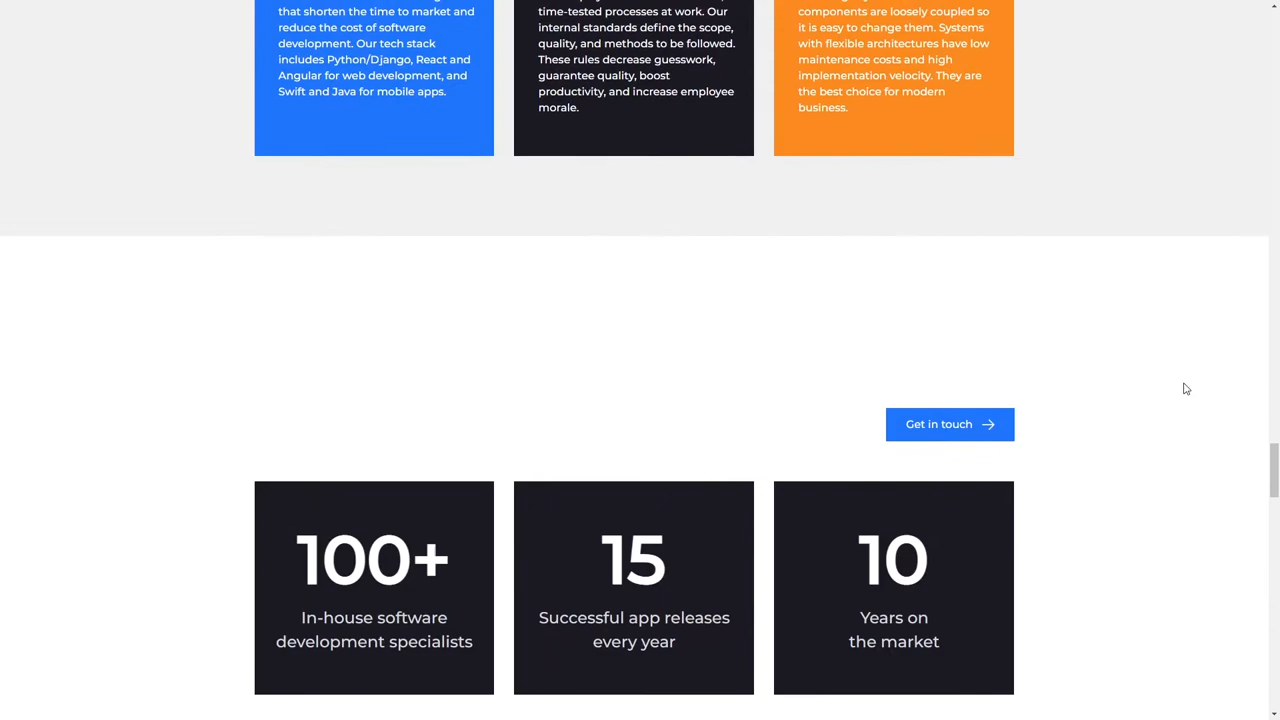 that shorten the time to market and
reduce the cost of software
development. Our tech stack
includes Python/Django, React and
Angular for web development, and
Swift and Java for mobile apps.
time-tested processes at work. Our
internal standards define the scope,
quality, and methods to be followed.
These rules decrease guesswork,
guarantee quality, boost
productivity, and increase employee
morale.
components are loosely coupled so
it is easy to change them. Systems
with flexible architectures have low
maintenance costs and high
implementation velocity. They are
the best choice for modern
business.
Get in touch
100+
In-house software
development specialists
15
Successful app releases
every year
10
Years on
the market